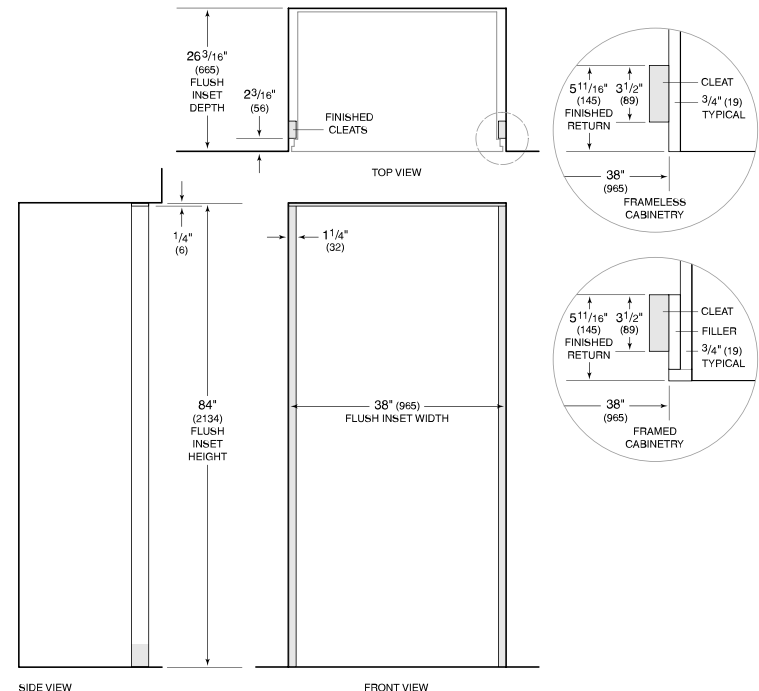 26 3/16"
(665)
FLUSH
INSET
DEPTH
2 3/16"
(56)
FINISHED
CLEATS
TOP VIEW
5 11/16"
(145)
FINISHED
RETURN
3 1/2"
(89)
CLEAT
3/4" (19)
TYPICAL
38"
(965)
FRAMELESS
CABINETRY
1/4"
(6)
1 1/4"
(32)
5 11/16"
(145)
FINISHED
RETURN
3 1/2"
(89)
CLEAT
FILLER
3/4" (19)
TYPICAL
38"
(965)
FRAMED
CABINETRY
84"
(2134)
FLUSH
INSET
HEIGHT
38" (965)
FLUSH INSET WIDTH
SIDE VIEW
FRONT VIEW